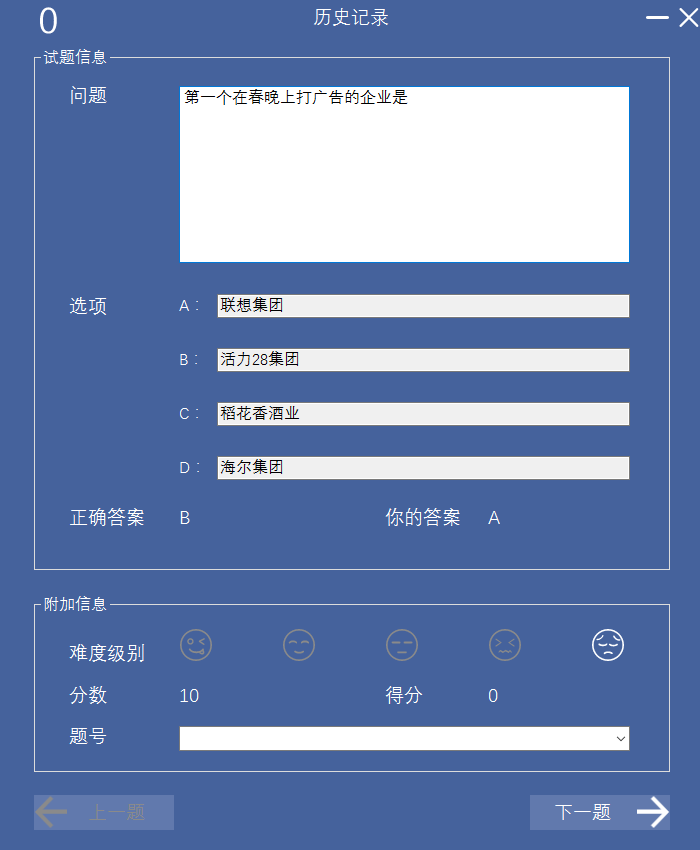 0
历史记录
试题信息
问题
第一个在春晚上打广告的企业是
选项
A：
联想集团
B：
活力28集团
C：
稻花香酒业
D：
海尔集团
正确答案
B
你的答案
A
附加信息
难度级别
分数
10
得分
0
题号
上一题
下一题